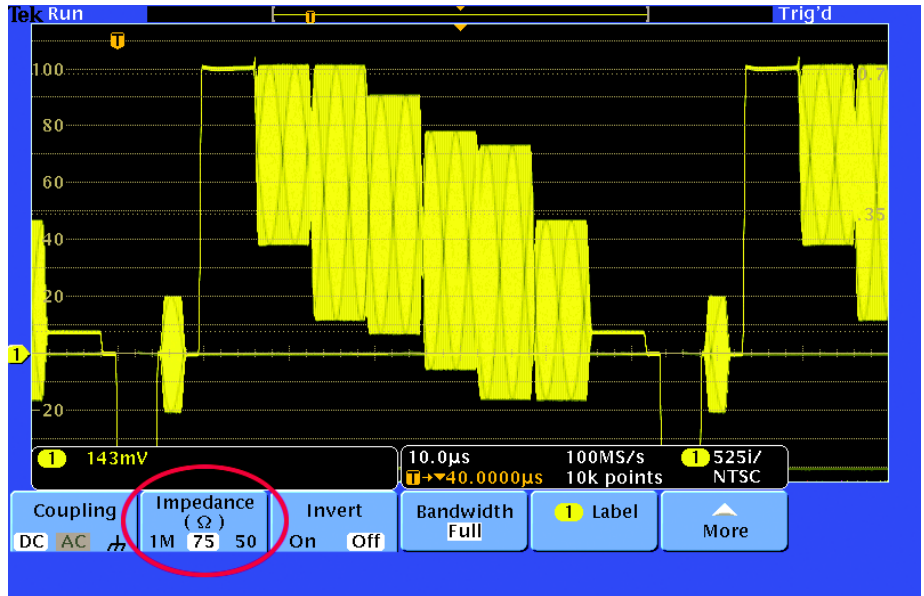 Tek Run
Trig'd
T
T
100
0.7
80
60
.35
40
20
1
-20
1 143mV
10.0µs 100MS/s 1 525i/
T→▼40.0000µs 10k points NTSC
Coupling
DC AC
Impedance
(Ω)
1M 75 50
Invert
On Off
Bandwidth
Full
1 Label
More